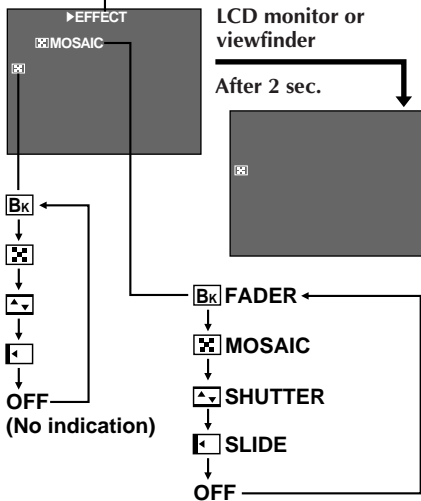 ▶EFFECT
MOSAIC
LCD monitor or
viewfinder
After 2 sec.
BK
OFF
(No indication)
BK FADER
MOSAIC
SHUTTER
SLIDE
OFF